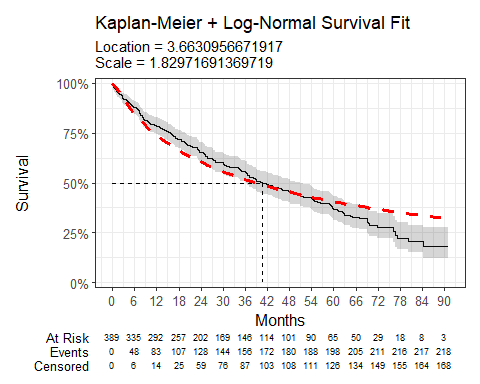 Kaplan-Meier + Log-Normal Survival Fit
Location = 3.6630956671917
Scale = 1.82971691369719
100%
75%
50%
25%
0%
Survival
0 6 12 18 24 30 36 42 48 54 60 66 72 78 84 90
Months
At Risk 389 335 292 257 202 169 146 114 101 90 65 50 29 18 8 3
Events 0 48 83 107 128 144 156 172 180 188 198 205 211 216 217 218
Censored 0 6 14 25 59 76 87 103 108 111 126 134 149 155 164 168